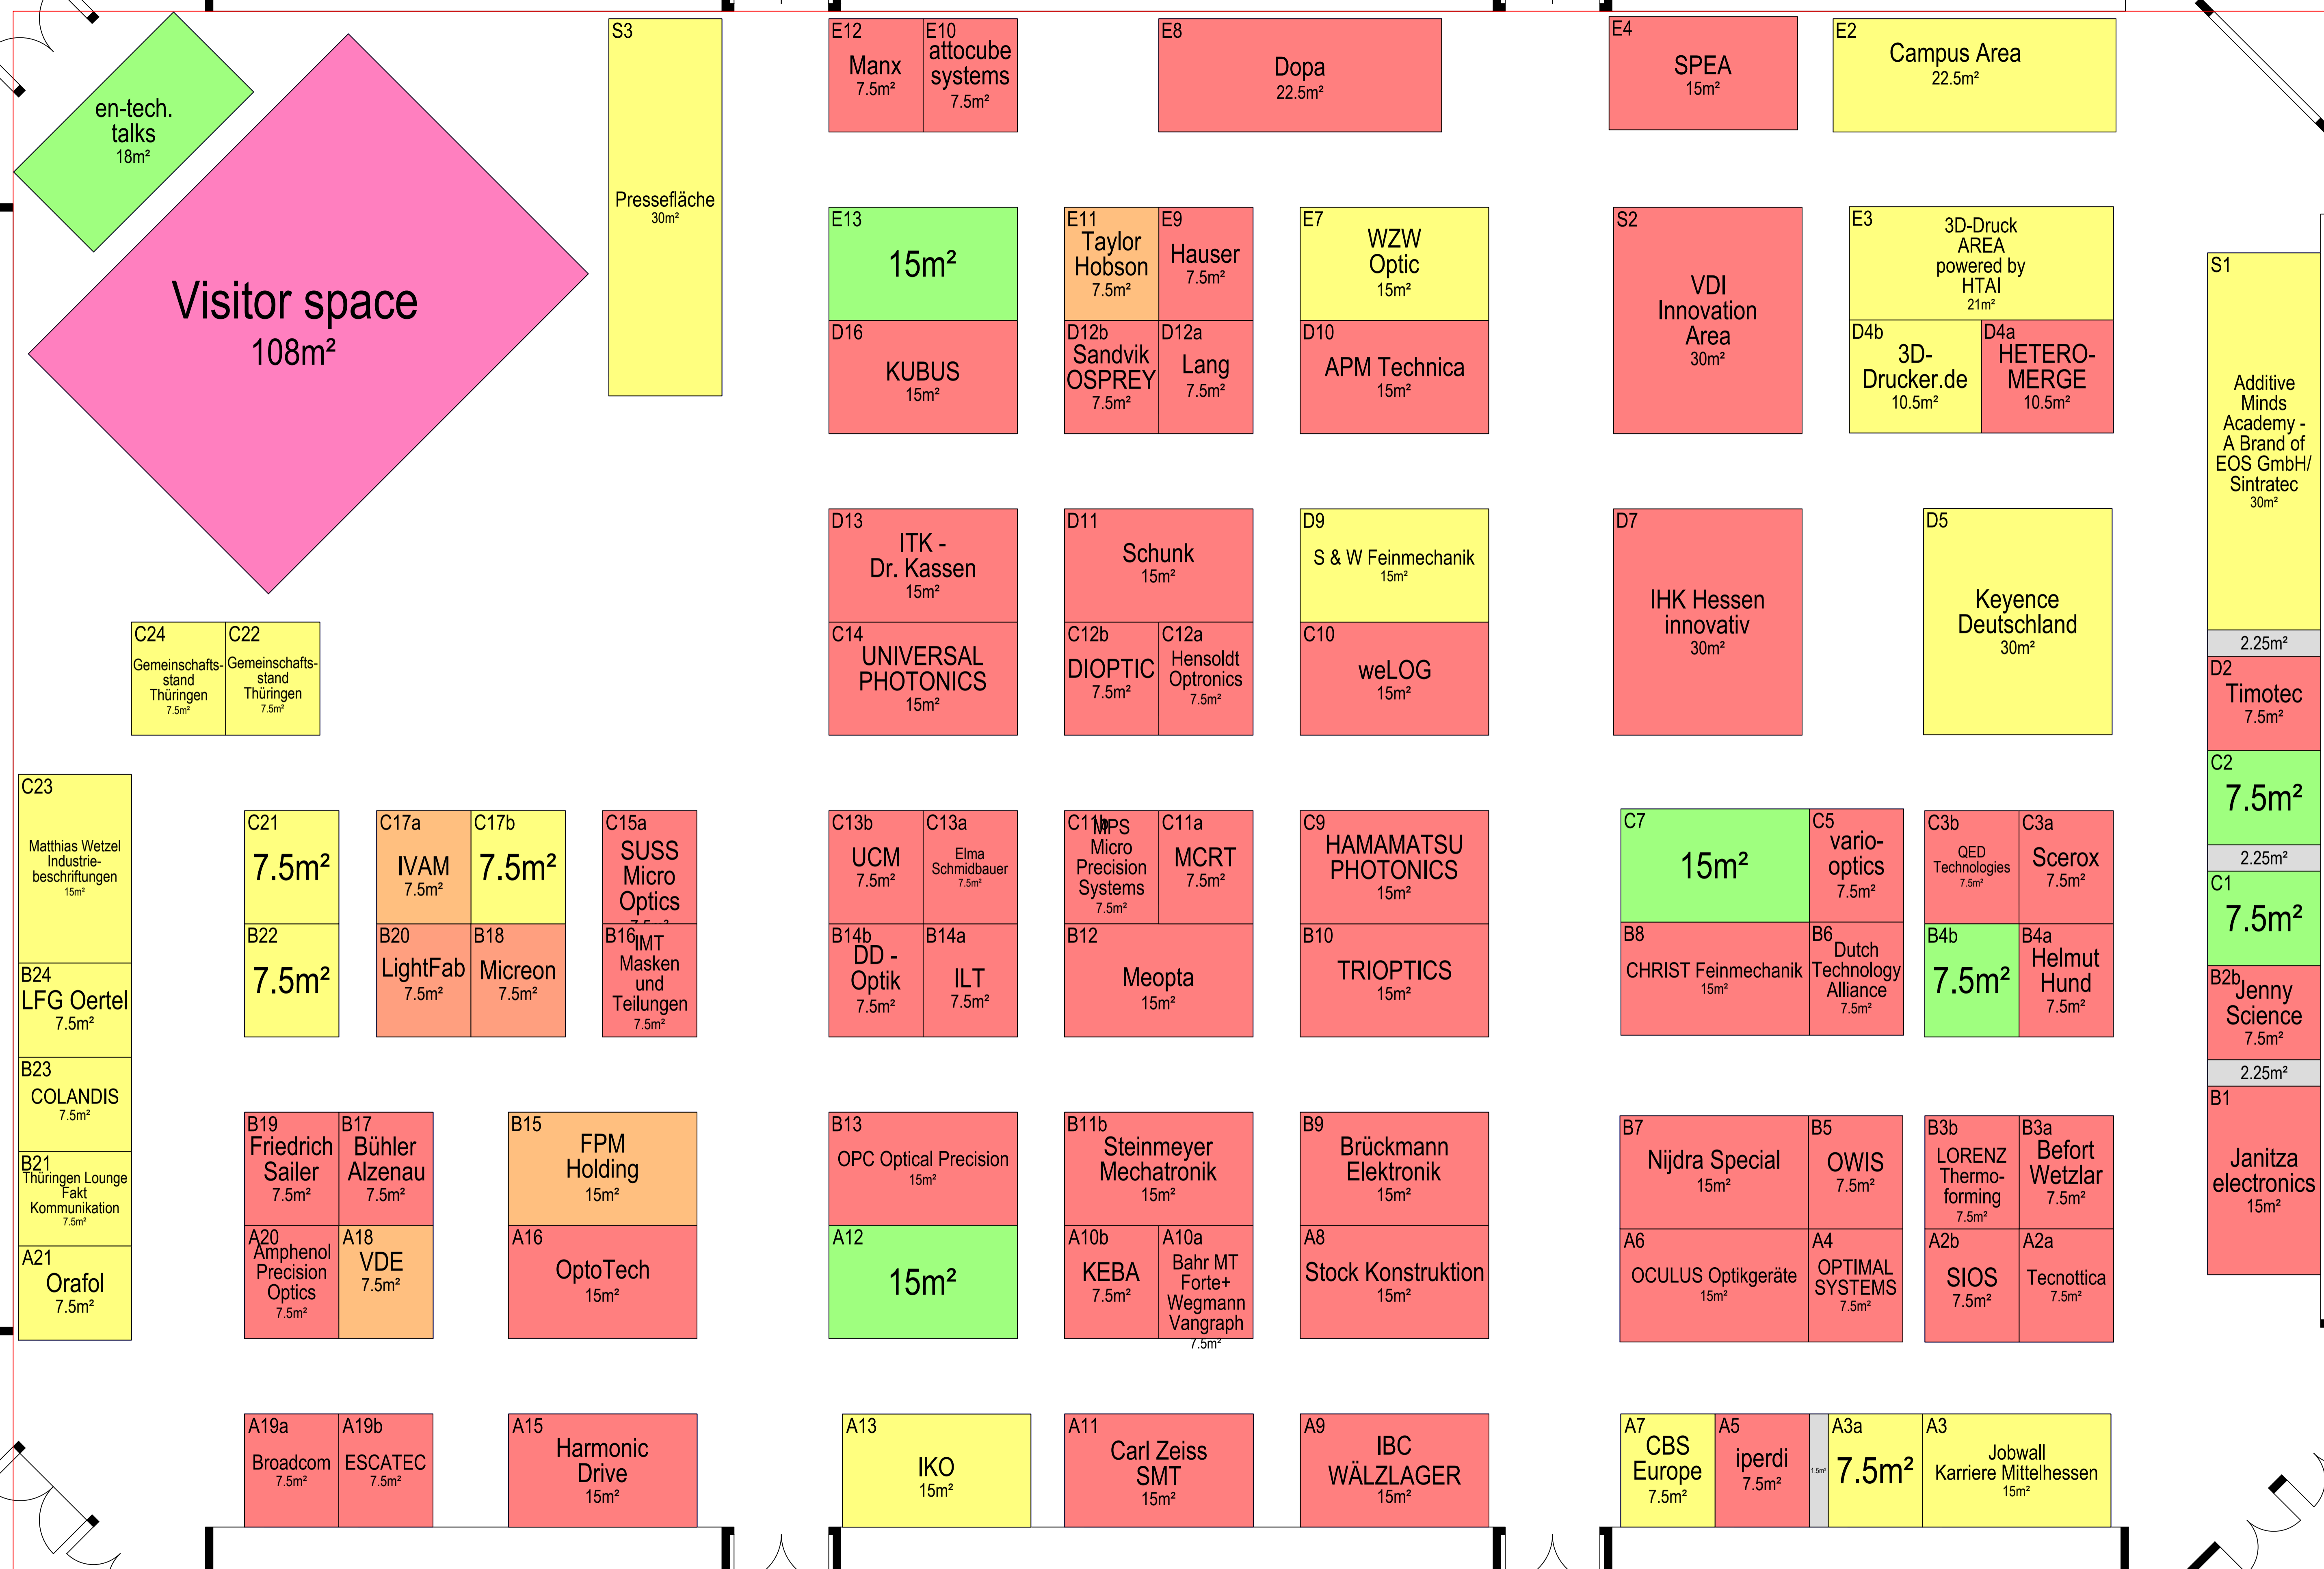 en-tech.
talks
18m²
Visitor space
108m²
S3
Pressefläche
30m²
E12
Manx
7.5m²
E10
attocube
systems
7.5m²
E8
Dopa
22.5m²
E4
SPEA
15m²
E2
Campus Area
22.5m²
E13
15m²
E11
Taylor
Hobson
7.5m²
E9
Hauser
7.5m²
E7
WZW
Optic
15m²
S2
VDI
Innovation
Area
30m²
E3
3D-Druck
AREA
powered by
HTAI
21m²
D16
KUBUS
15m²
D12b
Sandvik
OSPREY
7.5m²
D12a
Lang
7.5m²
D10
APM Technica
15m²
D4b
3D-
Drucker.de
10.5m²
D4a
HETERO-
MERGE
10.5m²
S1
Additive
Minds
Academy -
A Brand of
EOS GmbH/
Sintratec
30m²
2.25m²
D13
ITK -
Dr. Kassen
15m²
D11
Schunk
15m²
D9
S & W Feinmechanik
15m²
D7
IHK Hessen
innovativ
30m²
D5
Keyence
Deutschland
30m²
C24
Gemeinschafts-
stand
Thüringen
7.5m²
C22
Gemeinschafts-
stand
Thüringen
7.5m²
C14
UNIVERSAL
PHOTONICS
15m²
C12b
DIOPTIC
7.5m²
C12a
Hensoldt
Optronics
7.5m²
C10
weLOG
15m²
D2
Timotec
7.5m²
C2
7.5m²
2.25m²
C1
7.5m²
B2b
Jenny
Science
7.5m²
2.25m²
B1
Janitza
electronics
15m²
C23
Matthias Wetzel
Industrie-
beschriftungen
15m²
B24
LFG Oertel
7.5m²
B23
COLANDIS
7.5m²
B21
Thüringen Lounge
Fakt
Kommunikation
7.5m²
A21
Orafol
7.5m²
C21
7.5m²
C17a
IVAM
7.5m²
C17b
7.5m²
C15a
SUSS
Micro
Optics
7.5m²
C13b
UCM
7.5m²
C13a
Elma
Schmidbauer
7.5m²
C11b
MPS
Micro
Precision
Systems
7.5m²
C11a
MCRT
7.5m²
C9
HAMAMATSU
PHOTONICS
15m²
C7
15m²
C5
vario-
optics
7.5m²
C3b
QED
Technologies
7.5m²
C3a
Scerox
7.5m²
B22
7.5m²
B20
LightFab
7.5m²
B18
Micreon
7.5m²
B16
IMT
Masken
und
Teilungen
7.5m²
B14b
DD -
Optik
7.5m²
B14a
ILT
7.5m²
B12
Meopta
15m²
B10
TRIOPTICS
15m²
B8
CHRIST Feinmechanik
15m²
B6
Dutch
Technology
Alliance
7.5m²
B4b
7.5m²
B4a
Helmut
Hund
7.5m²
B19
Friedrich
Sailer
7.5m²
B17
Bühler
Alzenau
7.5m²
B15
FPM
Holding
15m²
B13
OPC Optical Precision
15m²
B11b
Steinmeyer
Mechatronik
15m²
B9
Brückmann
Elektronik
15m²
B7
Nijdra Special
15m²
B5
OWIS
7.5m²
B3b
LORENZ
Thermo-
forming
7.5m²
B3a
Befort
Wetzlar
7.5m²
A20
Amphenol
Precision
Optics
7.5m²
A18
VDE
7.5m²
A16
OptoTech
15m²
A12
15m²
A10b
KEBA
7.5m²
A10a
Bahr MT
Forte+
Wegmann
Vangraph
7.5m²
A8
Stock Konstruktion
15m²
A6
OCULUS Optikgeräte
15m²
A4
OPTIMAL
SYSTEMS
7.5m²
A2b
SIOS
7.5m²
A2a
Tecnottica
7.5m²
A19a
Broadcom
7.5m²
A19b
ESCATEC
7.5m²
A15
Harmonic
Drive
15m²
A13
IKO
15m²
A11
Carl Zeiss
SMT
15m²
A9
IBC
WÄLZLAGER
15m²
A7
CBS
Europe
7.5m²
A5
iperdi
7.5m²
1.5m²
A3a
7.5m²
A3
Jobwall
Karriere Mittelhessen
15m²